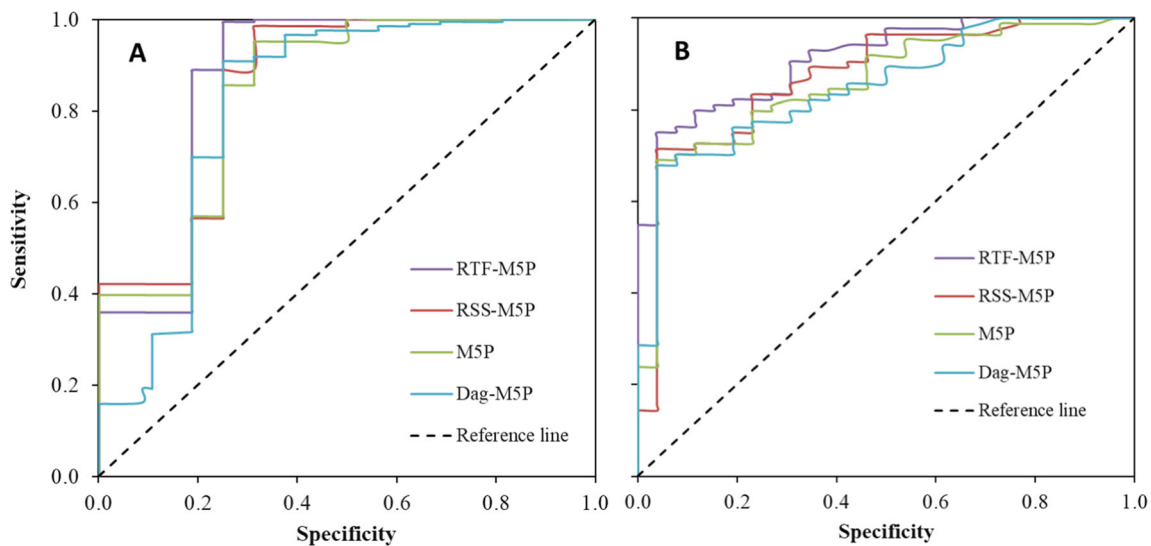 A
B
1.0
0.8
0.6
0.4
0.2
0.0
Sensitivity
RTF-M5P
RSS-M5P
M5P
Dag-M5P
Reference line
0.0 0.2 0.4 0.6 0.8 1.0
Specificity
RTF-M5P
RSS-M5P
M5P
Dag-M5P
Reference line
0.0 0.2 0.4 0.6 0.8 1.0
Specificity